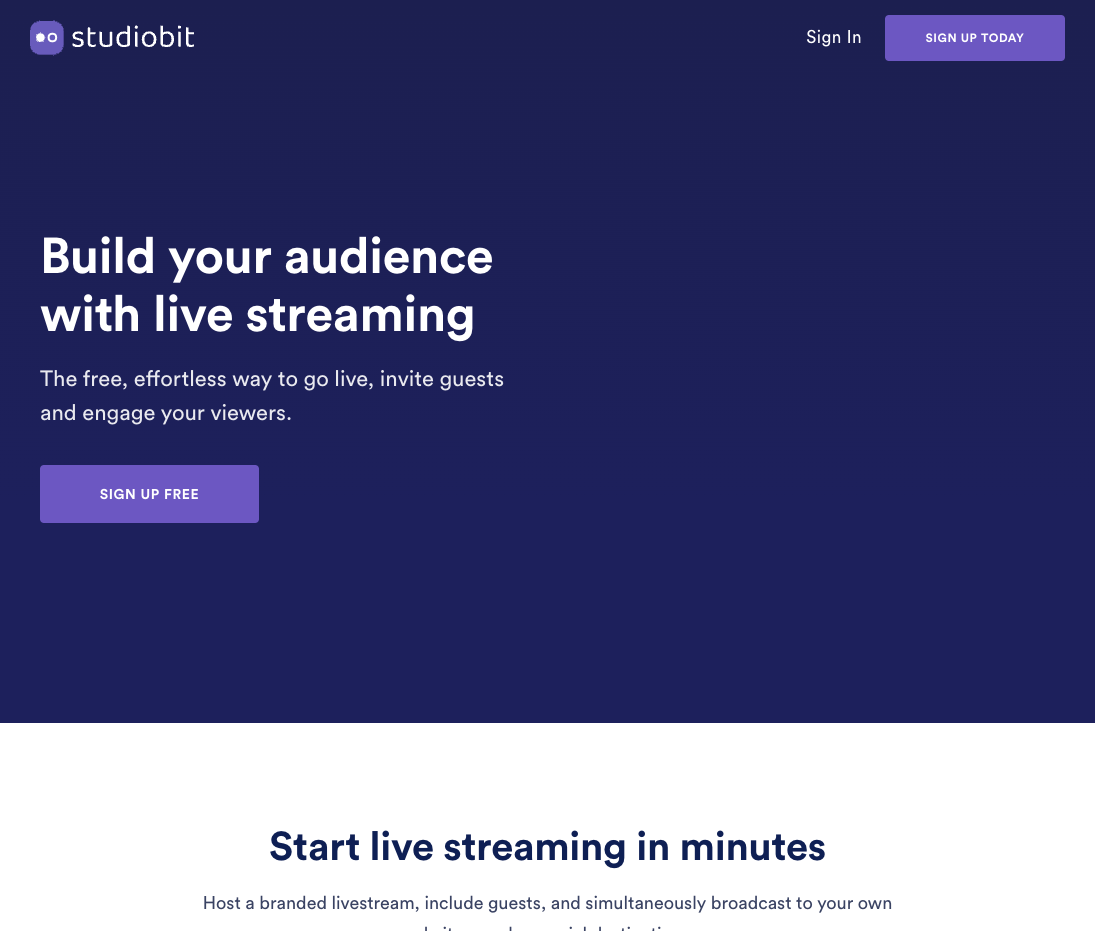 studiobit
Sign In
SIGN UP TODAY
Build your audience
with live streaming
The free, effortless way to go live, invite guests
and engage your viewers.
SIGN UP FREE
Start live streaming in minutes
Host a branded livestream, include guests, and simultaneously broadcast to your own